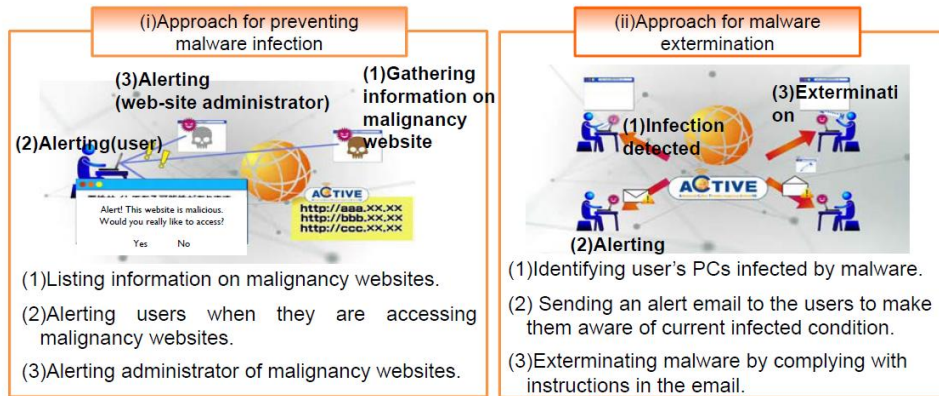 (i)Approach for preventing
malware infection
(3)Alerting
(web-site administrator)
(1)Gathering
information on
malignancy
website
(2)Alerting(user)
Alert! This website is malicious.
Would you really like to access?
Yes No
ACTIVE
http://aaa.XX,XX
http://bbb,XX,XX
http://ccc,XX,XX
(1)Listing information on malignancy websites.
(2)Alerting users when they are accessing
malignancy websites.
(3)Alerting administrator of malignancy websites.
(ii)Approach for malware
extermination
(3)Exterminati
on
(1)Infection
detected
ACTIVE
(2)Alerting
(1)Identifying user's PCs infected by malware.
(2) Sending an alert email to the users to make
them aware of current infected condition.
(3)Exterminating malware by complying with
instructions in the email.